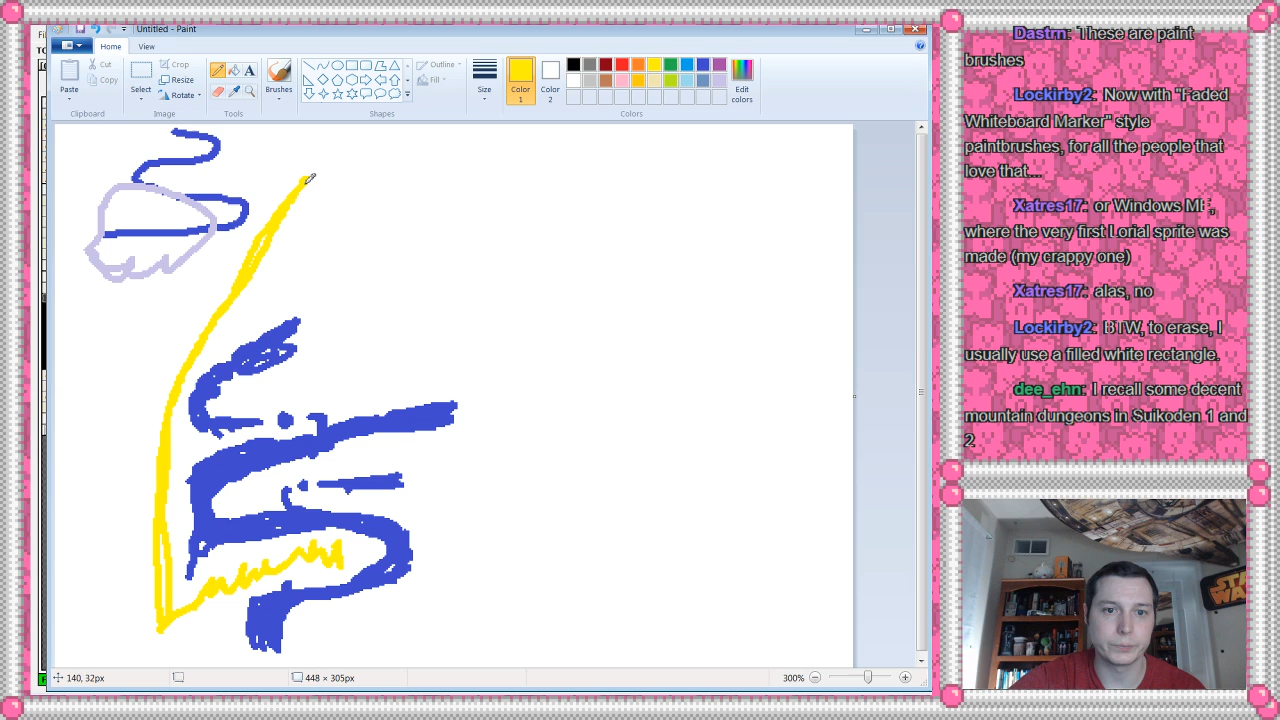 Untitled - Paint
Home
View
Paste
Cut
Copy
Clipboard
Select
Crop
Resize
Rotate
Image
A
Tools
Brushes
Outline
Fill
Shapes
Size
Color
1
Color
2
Edit
colors
Colors
140, 32px
448 × 305px
300%
Dastrn: These are paint
brushes
Lockirby2: Now with "Faded
Whiteboard Marker" style
paintbrushes, for all the people that
love that...
Xatres17: or Windows ME,
where the very first Lorial sprite was
made (my crappy one)
Xatres17: alas, no
Lockirby2: BTW, to erase, I
usually use a filled white rectangle.
dee_ehn: I recall some decent
mountain dungeons in Suikoden 1 and
2
STAR
WARS